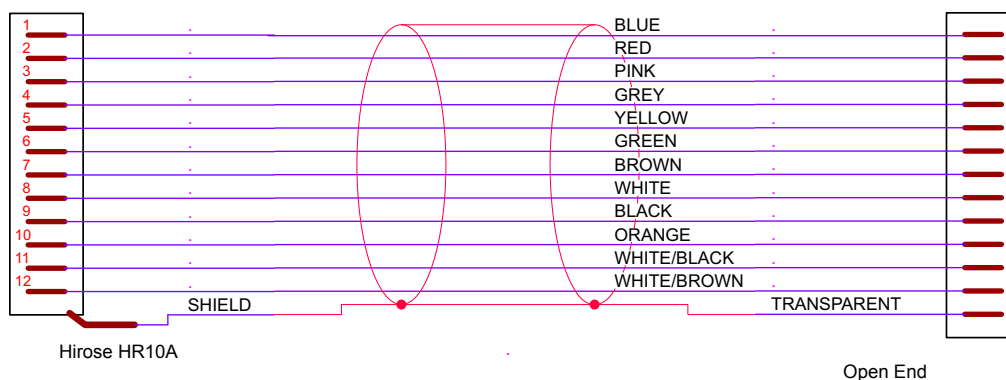 1 BLUE
2 RED
3 PINK
4 GREY
5 YELLOW
6 GREEN
7 BROWN
8 WHITE
9 BLACK
10 ORANGE
11 WHITE/BLACK
12 WHITE/BROWN
SHIELD TRANSPARENT
Hirose HR10A
Open End